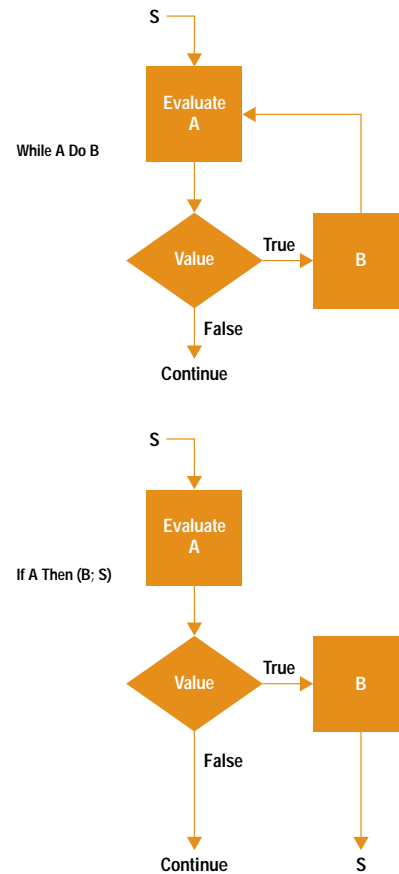 S
Evaluate
A
While A Do B
Value
True
B
False
Continue
S
Evaluate
A
If A Then (B; S)
Value
True
B
False
Continue
S